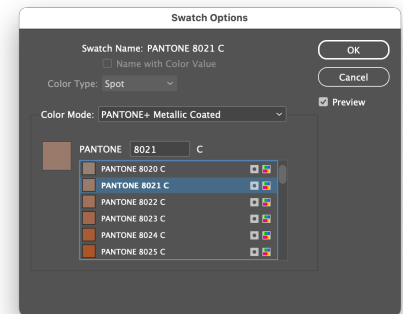 Swatch Options
Swatch Name: PANTONE 8021 C
Name with Color Value
Color Type: Spot
Color Mode: PANTONE+ Metallic Coated
PANTONE 8021 C
PANTONE 8020 C
PANTONE 8021 C
PANTONE 8022 C
PANTONE 8023 C
PANTONE 8024 C
PANTONE 8025 C
OK
Cancel
Preview